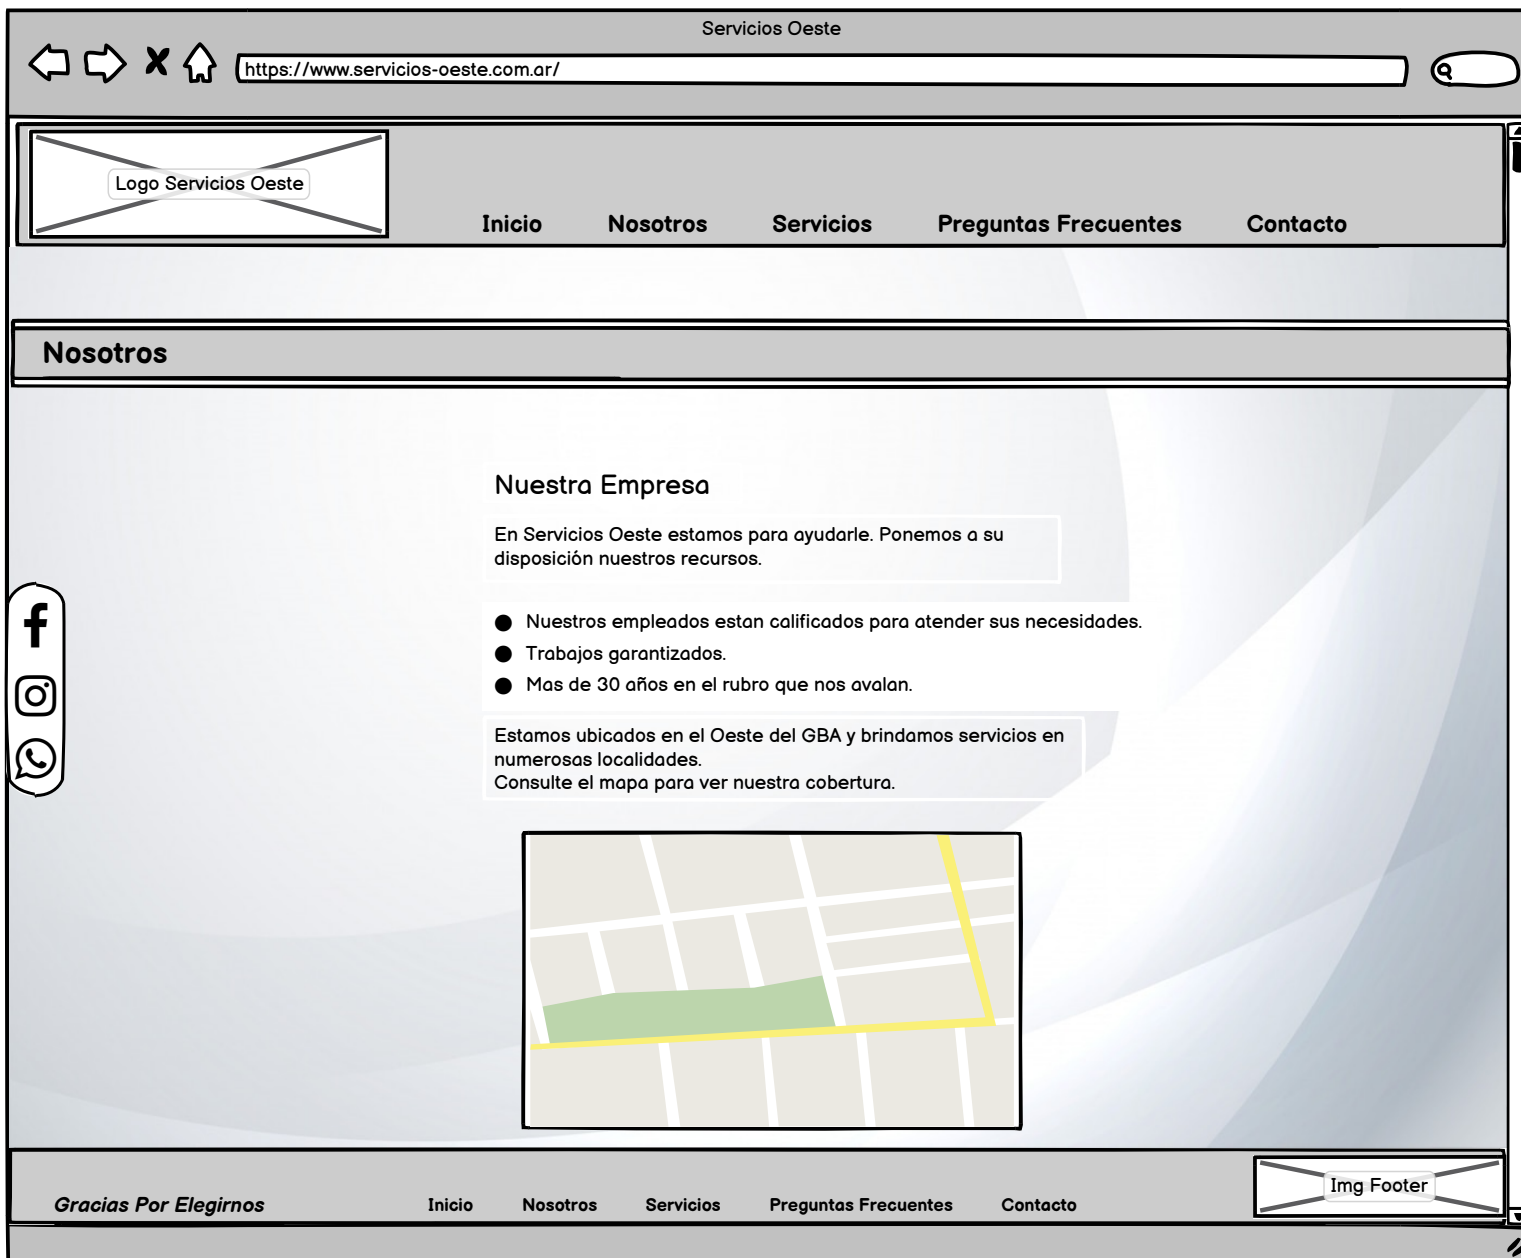 Servicios Oeste
https://www.servicios-oeste.com.ar/
Logo Servicios Oeste
Inicio Nosotros Servicios Preguntas Frecuentes Contacto
Nosotros
Nuestra Empresa
En Servicios Oeste estamos para ayudarle. Ponemos a su
disposición nuestros recursos.
Nuestros empleados estan calificados para atender sus necesidades.
Trabajos garantizados.
Mas de 30 años en el rubro que nos avalan.
Estamos ubicados en el Oeste del GBA y brindamos servicios en
numerosas localidades.
Consulte el mapa para ver nuestra cobertura.
Gracias Por Elegirnos Inicio Nosotros Servicios Preguntas Frecuentes Contacto
Img Footer